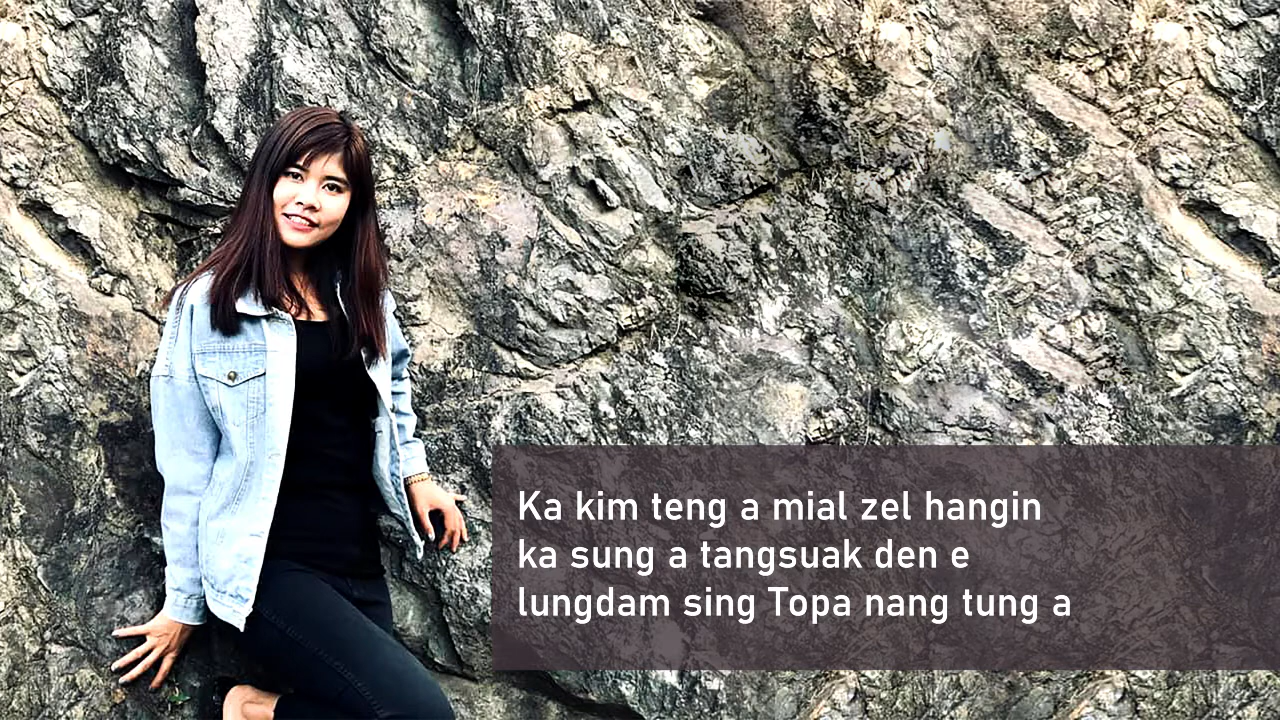 Ka kim teng a mial zel hangin
ka sung a tangsuak den e
lungdam sing Topa nang tung a